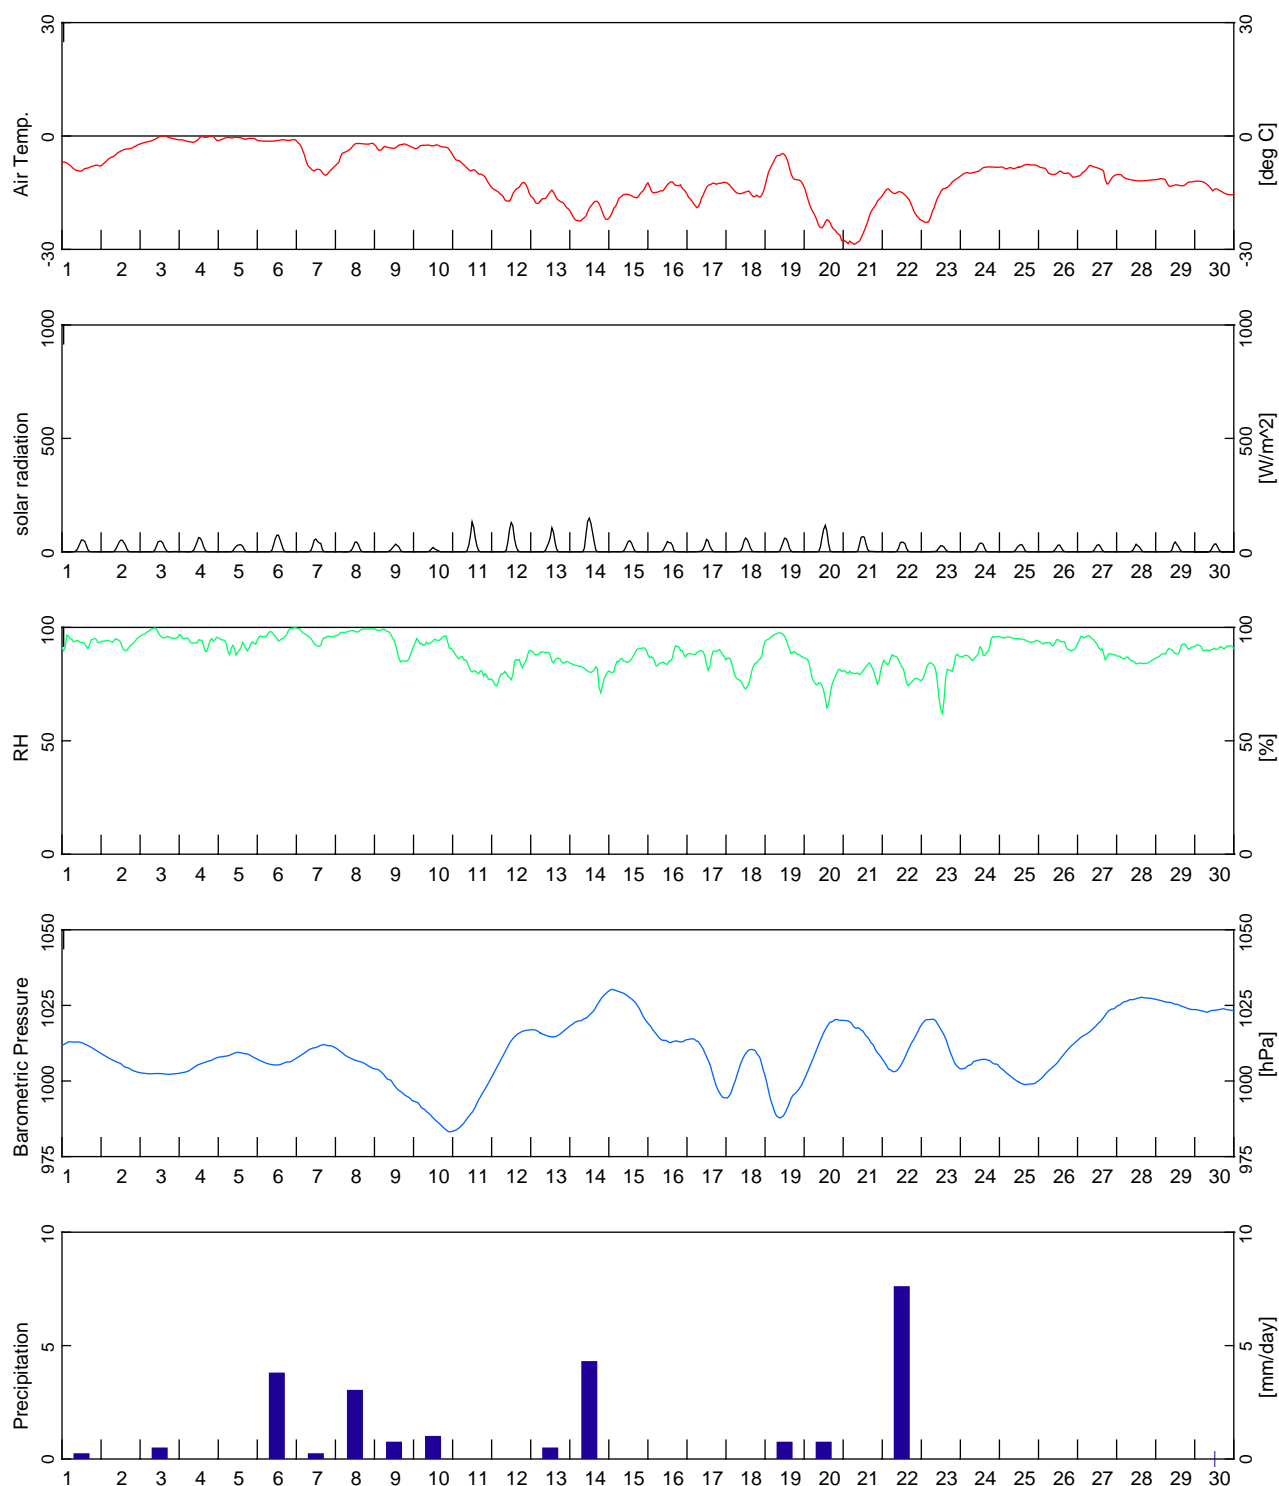 30 30
Air Temp.
0 0
[deg C]
-30 -30
1 2 3 4 5 6 7 8 9 10 11 12 13 14 15 16 17 18 19 20 21 22 23 24 25 26 27 28 29 30
1000 1000
solar radiation
500 500
[W/m^2]
0 0
1 2 3 4 5 6 7 8 9 10 11 12 13 14 15 16 17 18 19 20 21 22 23 24 25 26 27 28 29 30
100 100
RH
50 50
[%]
0 0
1 2 3 4 5 6 7 8 9 10 11 12 13 14 15 16 17 18 19 20 21 22 23 24 25 26 27 28 29 30
1050 1050
Barometric Pressure
1025 1025
1000 1000
[hPa]
975 975
1 2 3 4 5 6 7 8 9 10 11 12 13 14 15 16 17 18 19 20 21 22 23 24 25 26 27 28 29 30
10 10
Precipitation
5 5
[mm/day]
0 0
1 2 3 4 5 6 7 8 9 10 11 12 13 14 15 16 17 18 19 20 21 22 23 24 25 26 27 28 29 30